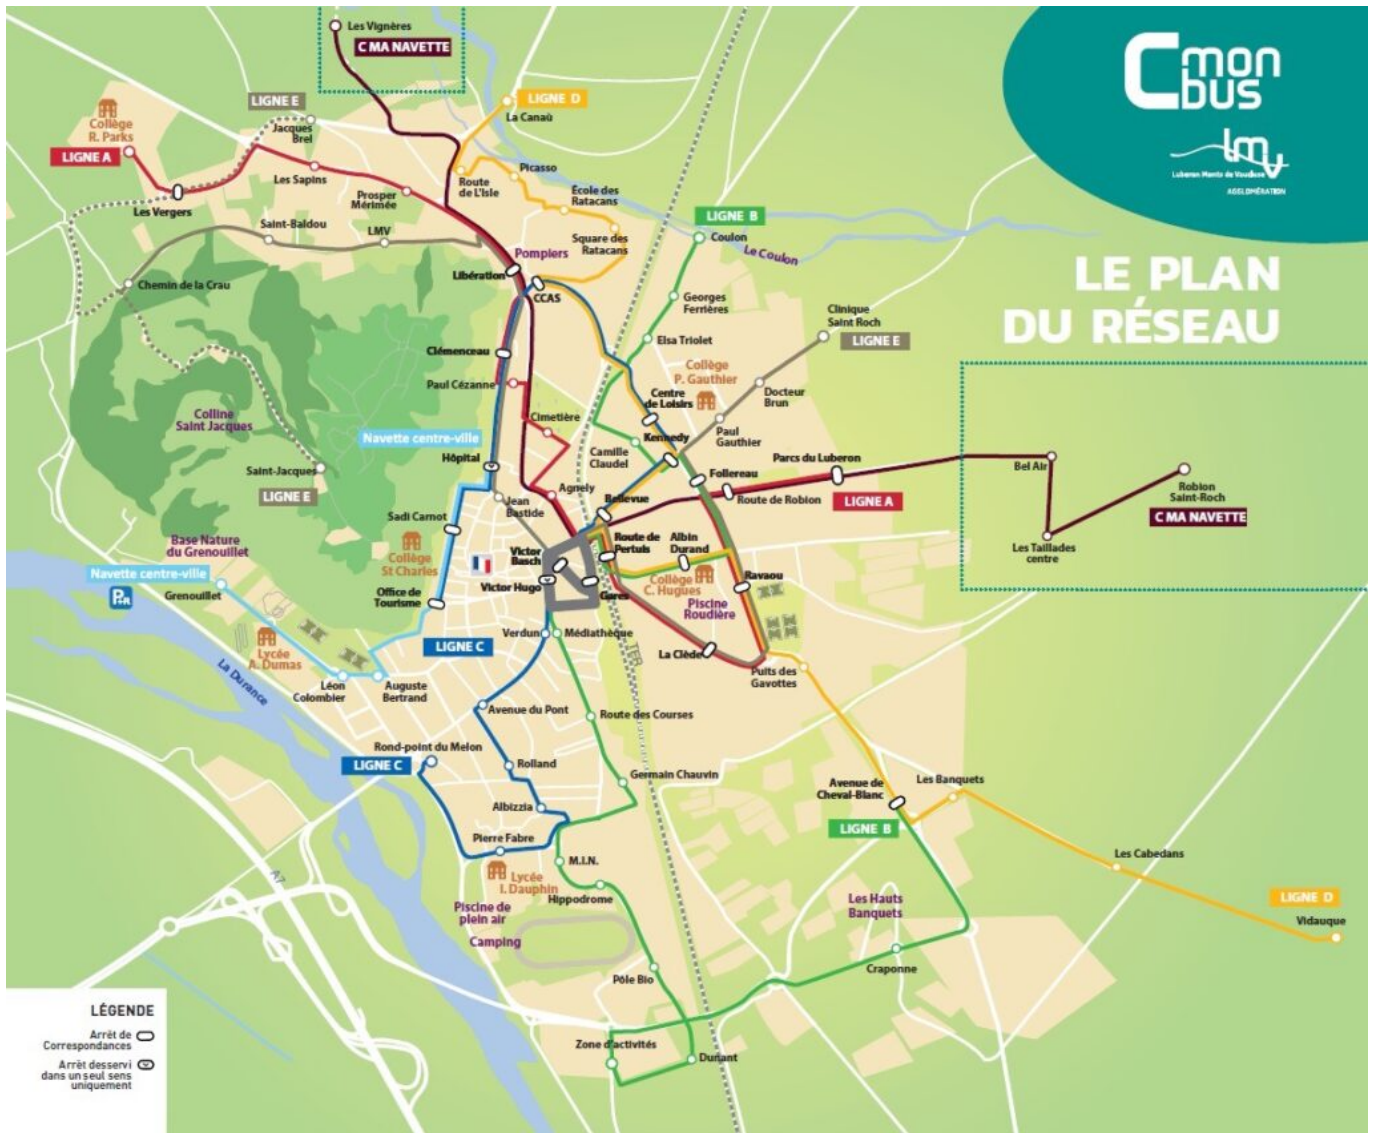 Les Vignères
C MA NAVETTE
C mon
bus
LMV
Luberon Monts de Vaucluse
AGGLOMÉRATION
LE PLAN
DU RÉSEAU
LIGNE E
Jacques
Brel
LIGNE D
La Canaù
Collège
R. Parks
LIGNE A
Les Vergers
Les Sapins
Prosper
Mérimée
Route
de L'Isle
Picasso
École des
Ratacans
Square des
Ratacans
LIGNE B
Coulon
Le Coulon
Saint-Baldou
LMV
Pompiers
Libération
CCAS
Chemin de la Crau
Georges
Ferrières
Clinique
Saint Roch
LIGNE E
Elsa Triolet
Clémenceau
Paul Cézanne
Collège
P. Gauthier
Centre
de Loisirs
Docteur
Brun
Colline
Saint Jacques
Cimetière
Paul
Gauthier
Navette centre-ville
Kennedy
Camille
Claudel
Hôpital
Saint-Jacques
LIGNE E
Follereau
Parcs du Luberon
Route de Robion
LIGNE A
Bel Air
Robion
Saint-Roch
C MA NAVETTE
Les Taillades
centre
Jean
Bastide
Agnely
Bellevue
Sadi Carnot
Base Nature
du Grenouillet
Collège
St Charles
Victor
Basch
Route de
Pertuis
Albin
Durand
Navette centre-ville
Grenouillet
P+R
Office de
Tourisme
Victor Hugo
Gares
Collège
C. Hugues
Ravaou
Piscine
Roudière
Verdun
Médiathèque
TER
La Clède
LIGNE C
Lycée
A. Dumas
La Durance
Léon
Colombier
Auguste
Bertrand
Puits des
Gavottes
Avenue du Pont
Route des Courses
Rond-point du Melon
LIGNE C
Rolland
Germain Chauvin
Albizzia
Avenue de
Cheval-Blanc
Les Banquets
LIGNE B
Pierre Fabre
M.I.N.
Les Cabedans
A7
Lycée
I. Dauphin
Hippodrome
Piscine de
plein air
Camping
Les Hauts
Banquets
LIGNE D
Vidauque
Pôle Bio
Craponne
Zone d'activités
Dunant
LÉGENDE
Arrêt de
Correspondances
Arrêt desservi
dans un seul sens
uniquement